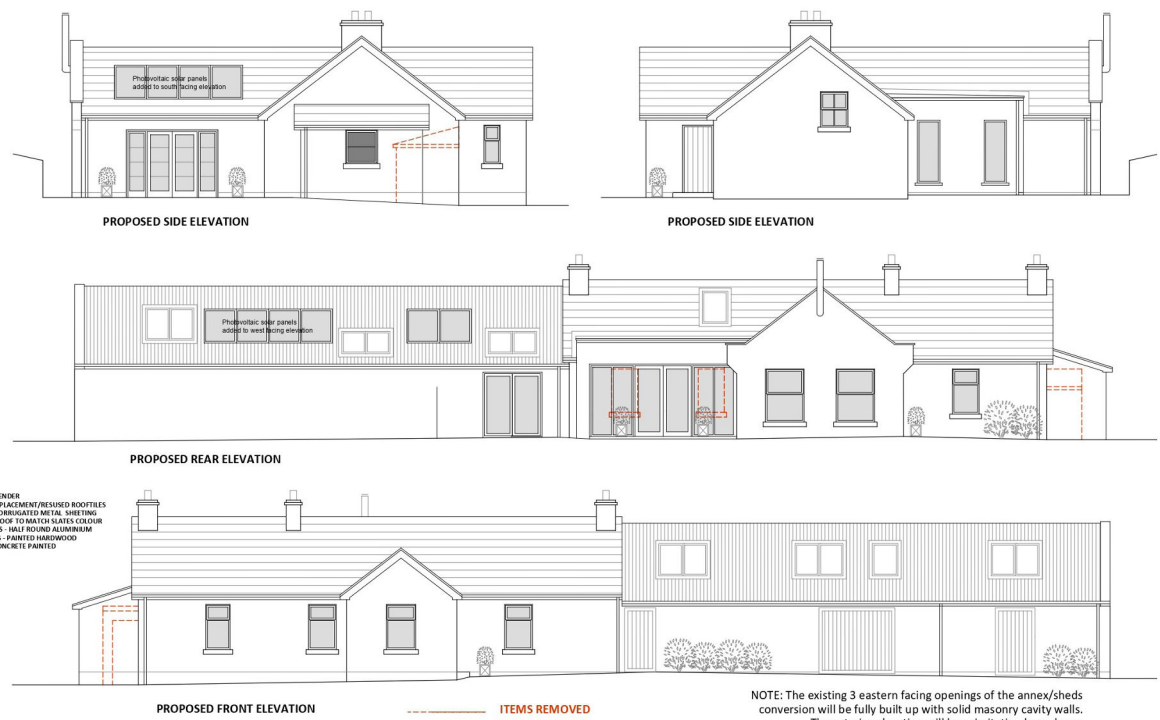 Photovoltaic solar panels
added to south facing elevation
PROPOSED SIDE ELEVATION
PROPOSED SIDE ELEVATION
Photovoltaic solar panels
added to west facing elevation
PROPOSED REAR ELEVATION
ENDER
PLACEMENT/RESUSED ROOFTILES
ORRUGATED METAL SHEETING
OOF TO MATCH SLATES COLOUR
S - HALF ROUND ALUMINIUM
- PAINTED HARDWOOD
ONCRETE PAINTED
PROPOSED FRONT ELEVATION
ITEMS REMOVED
NOTE: The existing 3 eastern facing openings of the annex/sheds
conversion will be fully built up with solid masonry cavity walls.